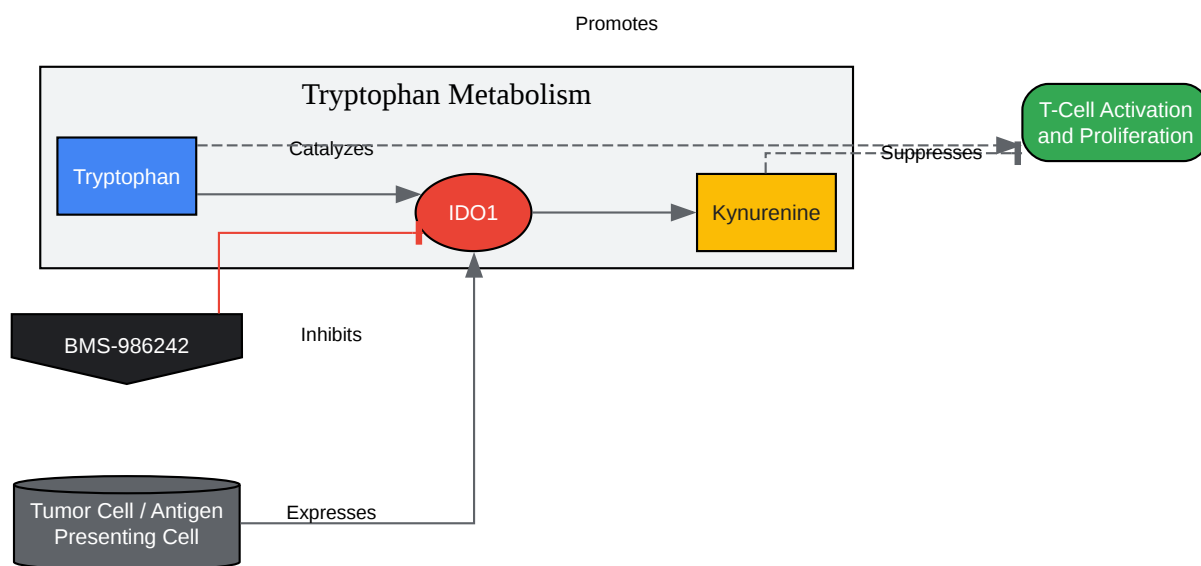 Promotes
Tryptophan Metabolism
T-Cell Activation
and Proliferation
Catalyzes
Suppresses
Tryptophan
IDO1
Kynurenine
Inhibits
BMS-986242
Expresses
Tumor Cell / Antigen
Presenting Cell